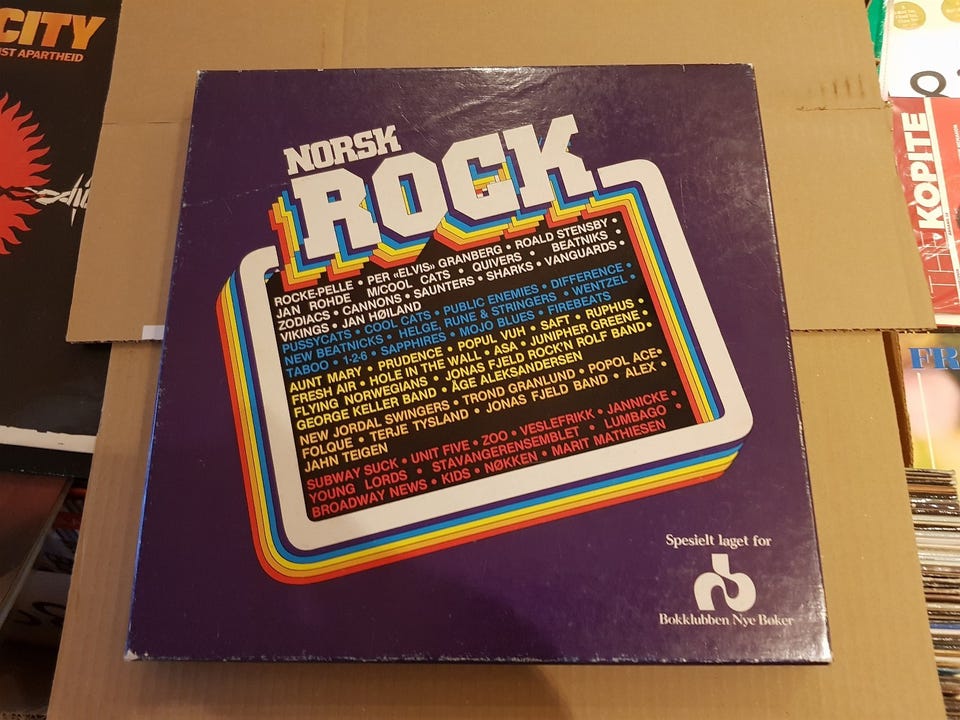 CITY
IST APARTHEID
NORSK
ROCK
ROCKE-PELLE • PER «ELVIS» GRANBERG • ROALD STENSBY •
JAN ROHDE M/COOL CATS • QUIVERS • BEATNIKS •
ZODIACS • CANNONS • SAUNTERS • SHARKS • VANGUARDS •
VIKINGS • JAN HØILAND
PUSSYCATS • COOL CATS • PUBLIC ENEMIES • DIFFERENCE •
NEW BEATNICKS • HELGE, RUNE & STRINGERS • WENTZEL •
TABOO • 1-2-6 • SAPPHIRES • MOJO BLUES • FIREBEATS
AUNT MARY • PRUDENCE • POPUL VUH • SAFT • RUPHUS •
FRESH AIR • HOLE IN THE WALL • ASA • JUNIPHER GREENE •
FLYING NORWEGIANS • JONAS FJELD ROCK'N ROLF BAND •
GEORGE KELLER BAND • ÅGE ALEKSANDERSEN
NEW JORDAL SWINGERS • TROND GRANLUND • POPOL ACE •
FOLQUE • TERJE TYSLAND • JONAS FJELD BAND • ALEX •
JAHN TEIGEN
SUBWAY SUCK • UNIT FIVE • ZOO • VESLEFRIKK • JANNICKE •
YOUNG LORDS • STAVANGERENSEMBLET • LUMBAGO •
BROADWAY NEWS • KIDS • NØKKEN • MARIT MATHIESEN
Spesielt laget for
Bokklubben Nye Bøker
KOPITE
FR